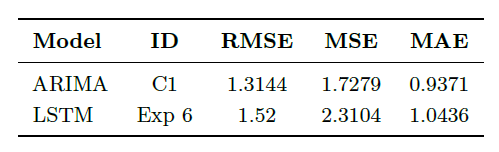 Model ID RMSE MSE MAE
ARIMA C1 1.3144 1.7279 0.9371
LSTM Exp 6 1.52 2.3104 1.0436